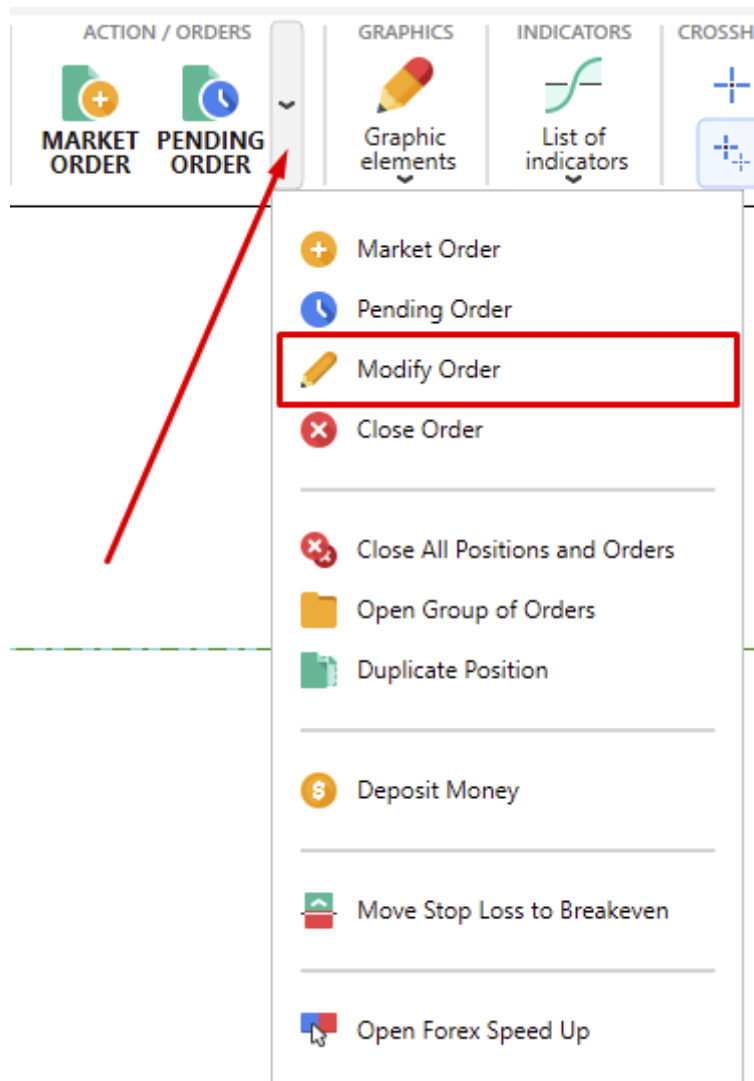 ACTION / ORDERS
GRAPHICS
INDICATORS
CROSSH
MARKET
ORDER
PENDING
ORDER
Graphic
elements
List of
indicators
Market Order
Pending Order
Modify Order
Close Order
Close All Positions and Orders
Open Group of Orders
Duplicate Position
Deposit Money
Move Stop Loss to Breakeven
Open Forex Speed Up